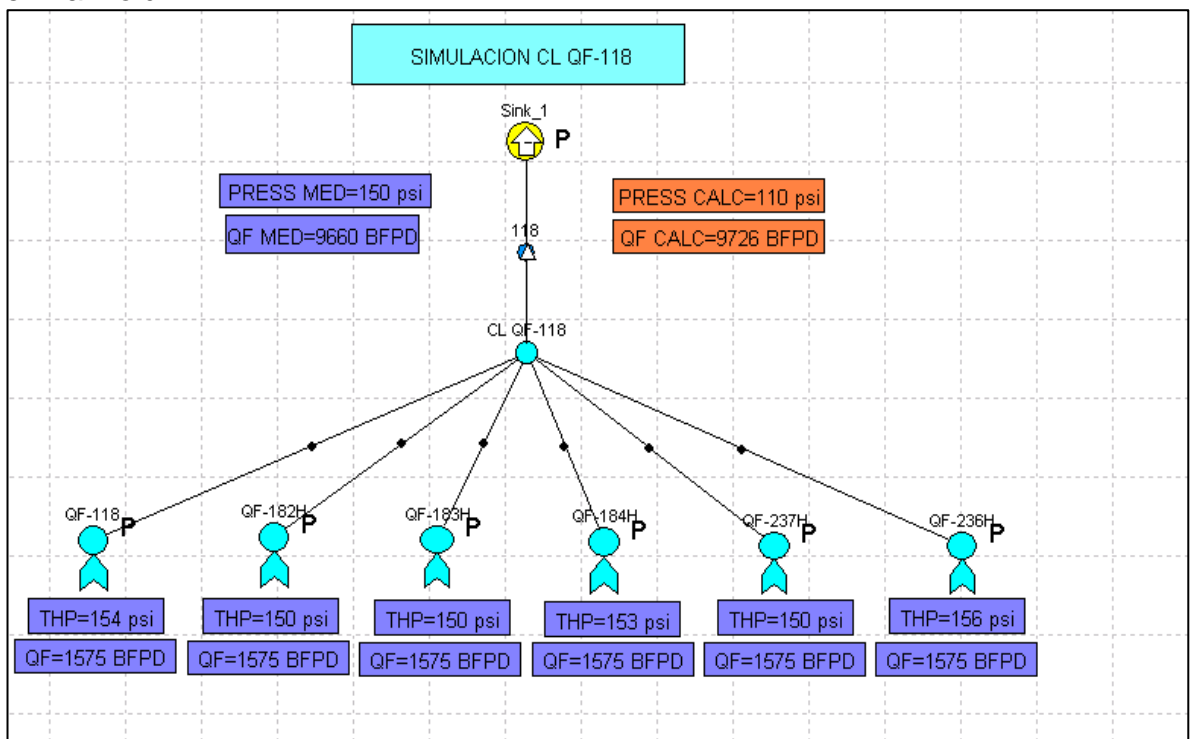 SIMULACION CL QF-118
Sink_1
P
PRESS MED=150 psi
PRESS CALC=110 psi
QF MED=9660 BFPD
118
QF CALC=9726 BFPD
CL QF-118
QF-118
P
QF-182H
P
QF-183H
P
QF-184H
P
QF-237H
P
QF-236H
P
THP=154 psi
THP=150 psi
THP=150 psi
THP=153 psi
THP=150 psi
THP=156 psi
QF=1575 BFPD
QF=1575 BFPD
QF=1575 BFPD
QF=1575 BFPD
QF=1575 BFPD
QF=1575 BFPD